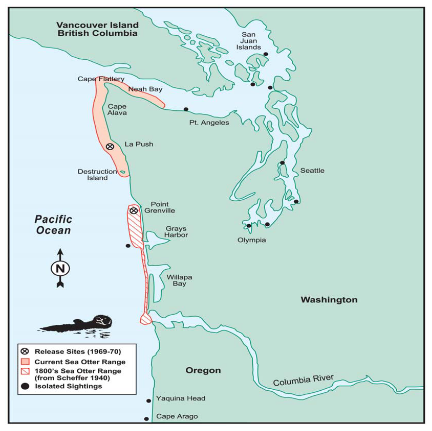 Vancouver Island
British Columbia
San
Juan
Islands
Cape Flattery
Neah Bay
Cape
Alava
Pt. Angeles
La Push
Destruction
Island
Seattle
Point
Grenville
Pacific
Ocean
Grays
Harbor
Olympia
N
Willapa
Bay
Washington
Release Sites (1969-70)
Current Sea Otter Range
1800's Sea Otter Range
(from Scheffer 1940)
Isolated Sightings
Oregon
Columbia River
Yaquina Head
Cape Arago